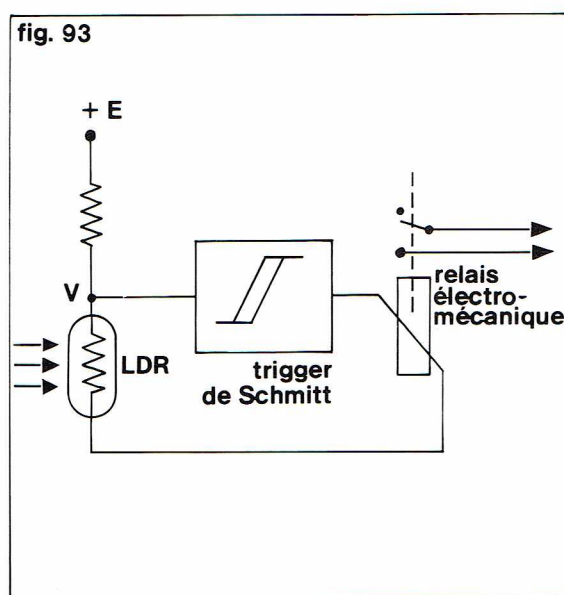 fig. 93
+ E
V
LDR
trigger
de Schmitt
relais
électro-
mécanique